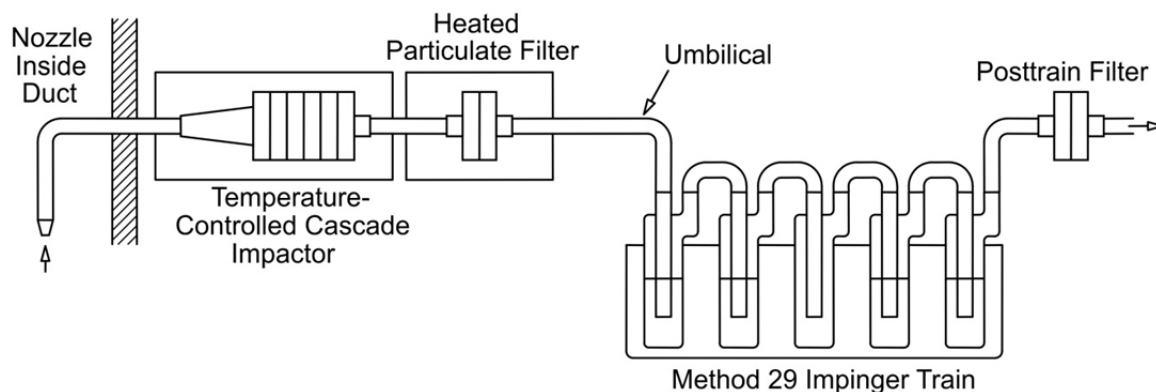 Nozzle
Inside
Duct
Heated
Particulate Filter
Umbilical
Posttrain Filter
Temperature-
Controlled Cascade
Impactor
Method 29 Impinger Train